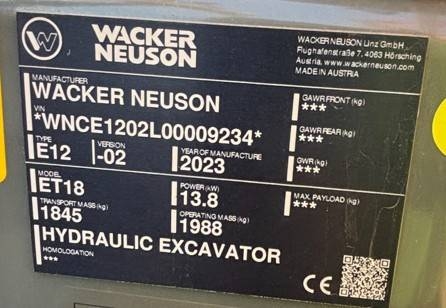 WACKER
NEUSON
WACKER NEUSON Linz GmbH
Flughafenstraße 7, 4063 Hörsching
Austria, www.wackerneuson.com
MADE IN AUSTRIA
MANUFACTURER
WACKER NEUSON
VIN
*WNCE1202L00009234*
TYPE
E12
VERSION
-02
YEAR OF MANUFACTURE
2023
GAWR FRONT (kg)
***
GAWR REAR (kg)
***
GWR (kg)
***
MODEL
ET18
POWER (kW)
13.8
MAX. PAYLOAD (kg)
***
TRANSPORT MASS (kg)
1845
OPERATING MASS (kg)
1988
HYDRAULIC EXCAVATOR
HOMOLOGATION
***
CE